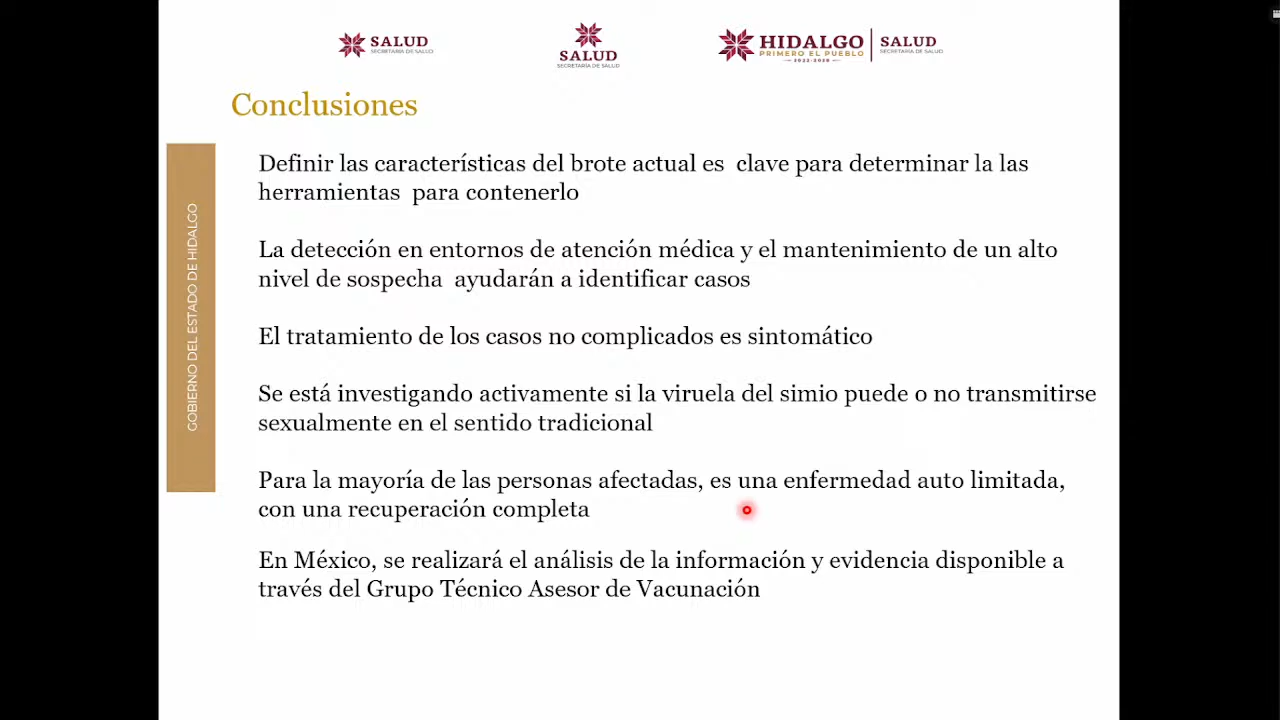 SALUD
SECRETARÍA DE SALUD
SALUD
SECRETARÍA DE SALUD
HIDALGO
PRIMERO EL PUEBLO
2022-2028
SALUD
SECRETARÍA DE SALUD
Conclusiones
GOBIERNO DEL ESTADO DE HIDALGO
Definir las características del brote actual es  clave para determinar la las
herramientas  para contenerlo
La detección en entornos de atención médica y el mantenimiento de un alto
nivel de sospecha  ayudarán a identificar casos
El tratamiento de los casos no complicados es sintomático
Se está investigando activamente si la viruela del simio puede o no transmitirse
sexualmente en el sentido tradicional
Para la mayoría de las personas afectadas, es una enfermedad auto limitada,
con una recuperación completa
En México, se realizará el análisis de la información y evidencia disponible a
través del Grupo Técnico Asesor de Vacunación